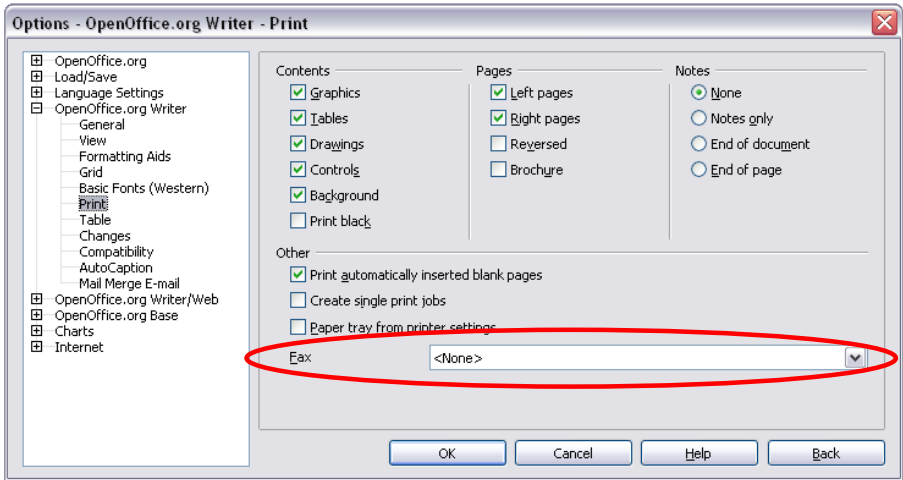 Options - OpenOffice.org Writer - Print
OpenOffice.org
Load/Save
Language Settings
OpenOffice.org Writer
General
View
Formatting Aids
Grid
Basic Fonts (Western)
Print
Table
Changes
Compatibility
AutoCaption
Mail Merge E-mail
OpenOffice.org Writer/Web
OpenOffice.org Base
Charts
Internet
Contents
Graphics
Tables
Drawings
Controls
Background
Print black
Pages
Left pages
Right pages
Reversed
Brochure
Notes
None
Notes only
End of document
End of page
Other
Print automatically inserted blank pages
Create single print jobs
Paper tray from printer settings
Fax <None>
OK Cancel Help Back